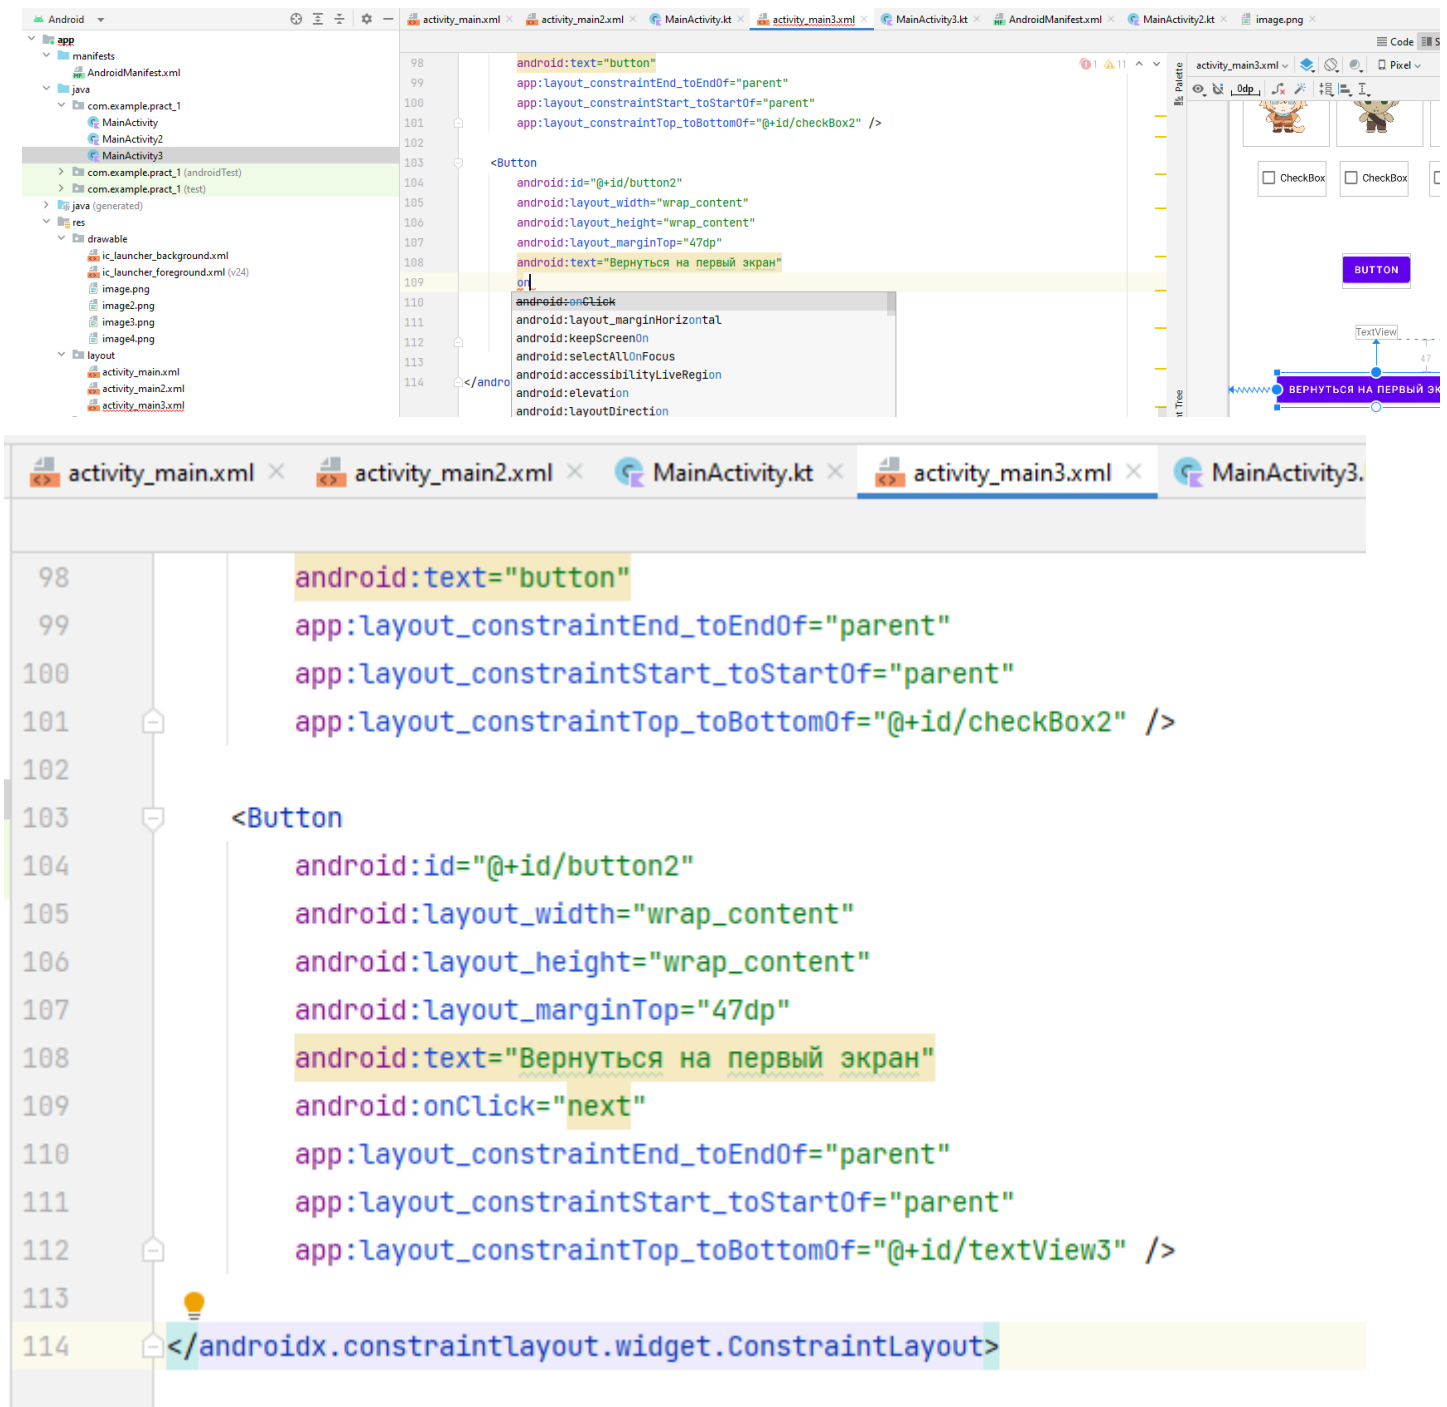 Android
activity_main.xml
activity_main2.xml
MainActivity.kt
activity_main3.xml
MainActivity3.kt
AndroidManifest.xml
MainActivity2.kt
image.png
app
manifests
AndroidManifest.xml
java
com.example.pract_1
MainActivity
MainActivity2
MainActivity3
com.example.pract_1 (androidTest)
com.example.pract_1 (test)
java (generated)
res
drawable
ic_launcher_background.xml
ic_launcher_foreground.xml (v24)
image.png
image2.png
image3.png
image4.png
layout
activity_main.xml
activity_main2.xml
activity_main3.xml
98 android:text="button"
99 app:layout_constraintEnd_toEndOf="parent"
100 app:layout_constraintStart_toStartOf="parent"
101 app:layout_constraintTop_toBottomOf="@+id/checkBox2" />
102
103 <Button
104 android:id="@+id/button2"
105 android:layout_width="wrap_content"
106 android:layout_height="wrap_content"
107 android:layout_marginTop="47dp"
108 android:text="Вернуться на первый экран"
109 on
110
111
112
113
114 </andro
android:onClick
android:layout_marginHorizontal
android:keepScreenOn
android:selectAllOnFocus
android:accessibilityLiveRegion
android:elevation
android:layoutDirection
1 11
Palette
Code S
activity_main3.xml
Pixel
0dp
CheckBox
CheckBox
BUTTON
TextView
47
ВЕРНУТЬСЯ НА ПЕРВЫЙ ЭК
t Tree
activity_main.xml
activity_main2.xml
MainActivity.kt
activity_main3.xml
MainActivity3.
98 android:text="button"
99 app:layout_constraintEnd_toEndOf="parent"
100 app:layout_constraintStart_toStartOf="parent"
101 app:layout_constraintTop_toBottomOf="@+id/checkBox2" />
102
103 <Button
104 android:id="@+id/button2"
105 android:layout_width="wrap_content"
106 android:layout_height="wrap_content"
107 android:layout_marginTop="47dp"
108 android:text="Вернуться на первый экран"
109 android:onClick="next"
110 app:layout_constraintEnd_toEndOf="parent"
111 app:layout_constraintStart_toStartOf="parent"
112 app:layout_constraintTop_toBottomOf="@+id/textView3" />
113
114 </androidx.constraintlayout.widget.ConstraintLayout>